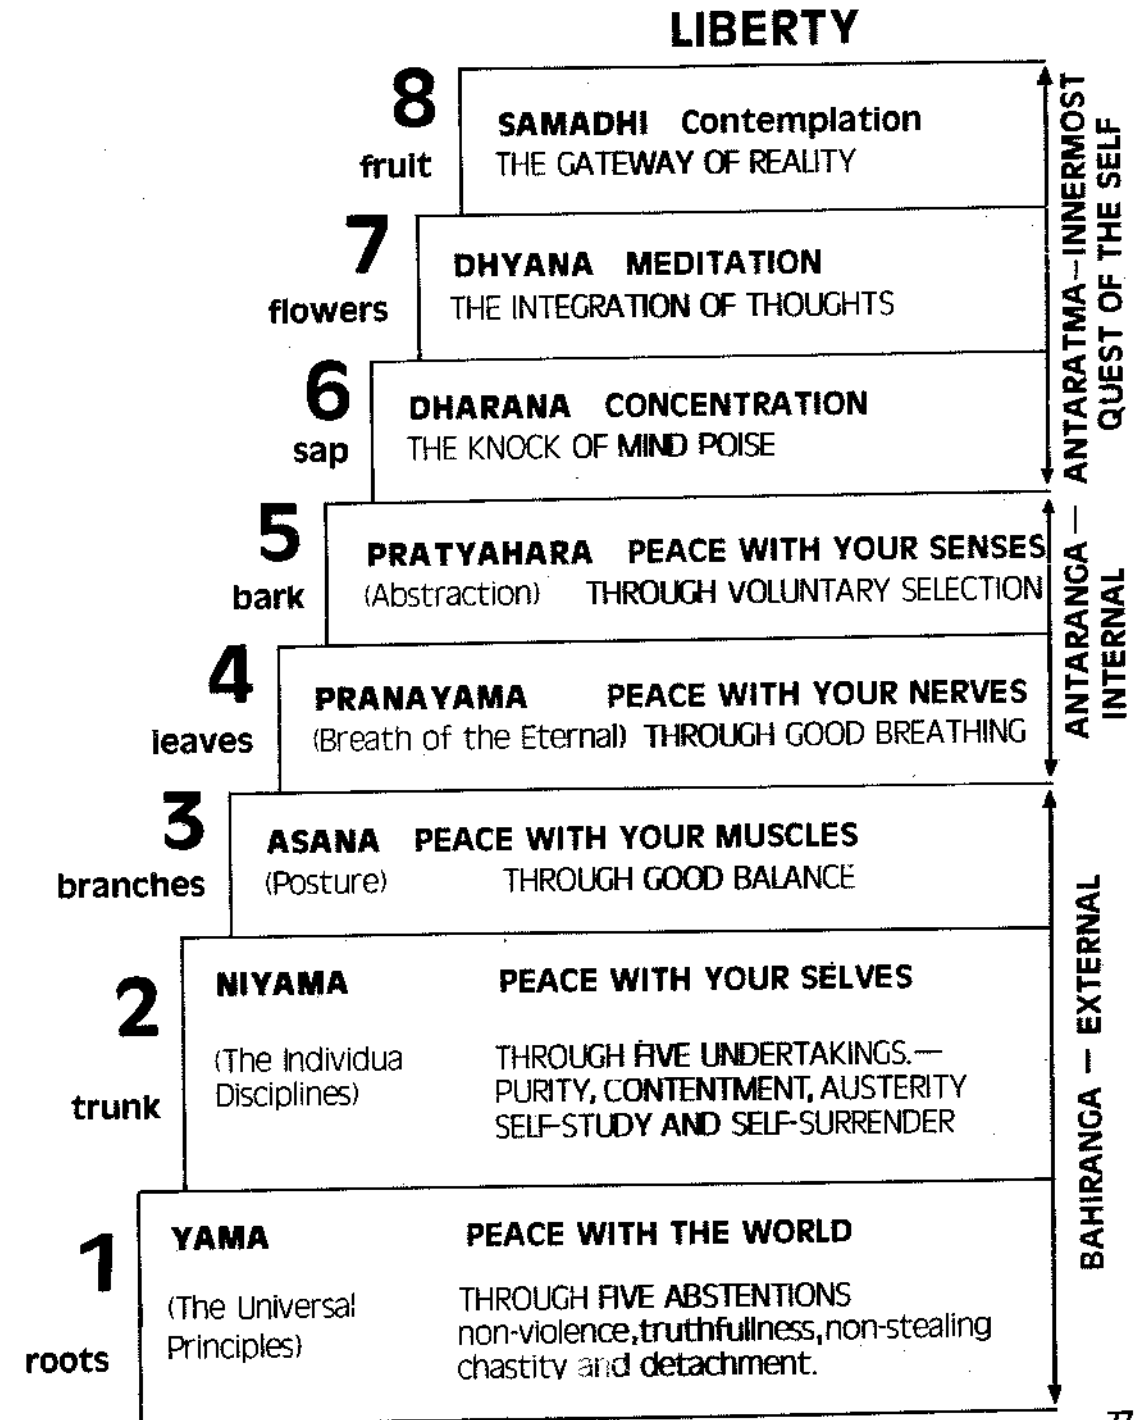 LIBERTY
8
fruit
SAMADHI Contemplation
THE GATEWAY OF REALITY
7
flowers
DHYANA MEDITATION
THE INTEGRATION OF THOUGHTS
6
sap
DHARANA CONCENTRATION
THE KNOCK OF MIND POISE
ANTARATMA—INNERMOST
QUEST OF THE SELF
5
bark
PRATYAHARA PEACE WITH YOUR SENSES
(Abstraction) THROUGH VOLUNTARY SELECTION
4
leaves
PRANAYAMA PEACE WITH YOUR NERVES
(Breath of the Eternal) THROUGH GOOD BREATHING
ANTARANGA —
INTERNAL
3
branches
ASANA PEACE WITH YOUR MUSCLES
(Posture) THROUGH GOOD BALANCE
2
trunk
NIYAMA PEACE WITH YOUR SELVES
(The Individua THROUGH FIVE UNDERTAKINGS.—
Disciplines) PURITY, CONTENTMENT, AUSTERITY
SELF-STUDY AND SELF-SURRENDER
1
roots
YAMA PEACE WITH THE WORLD
(The Universal THROUGH FIVE ABSTENTIONS
Principles) non-violence,truthfullness,non-stealing
chastity and detachment.
BAHIRANGA — EXTERNAL